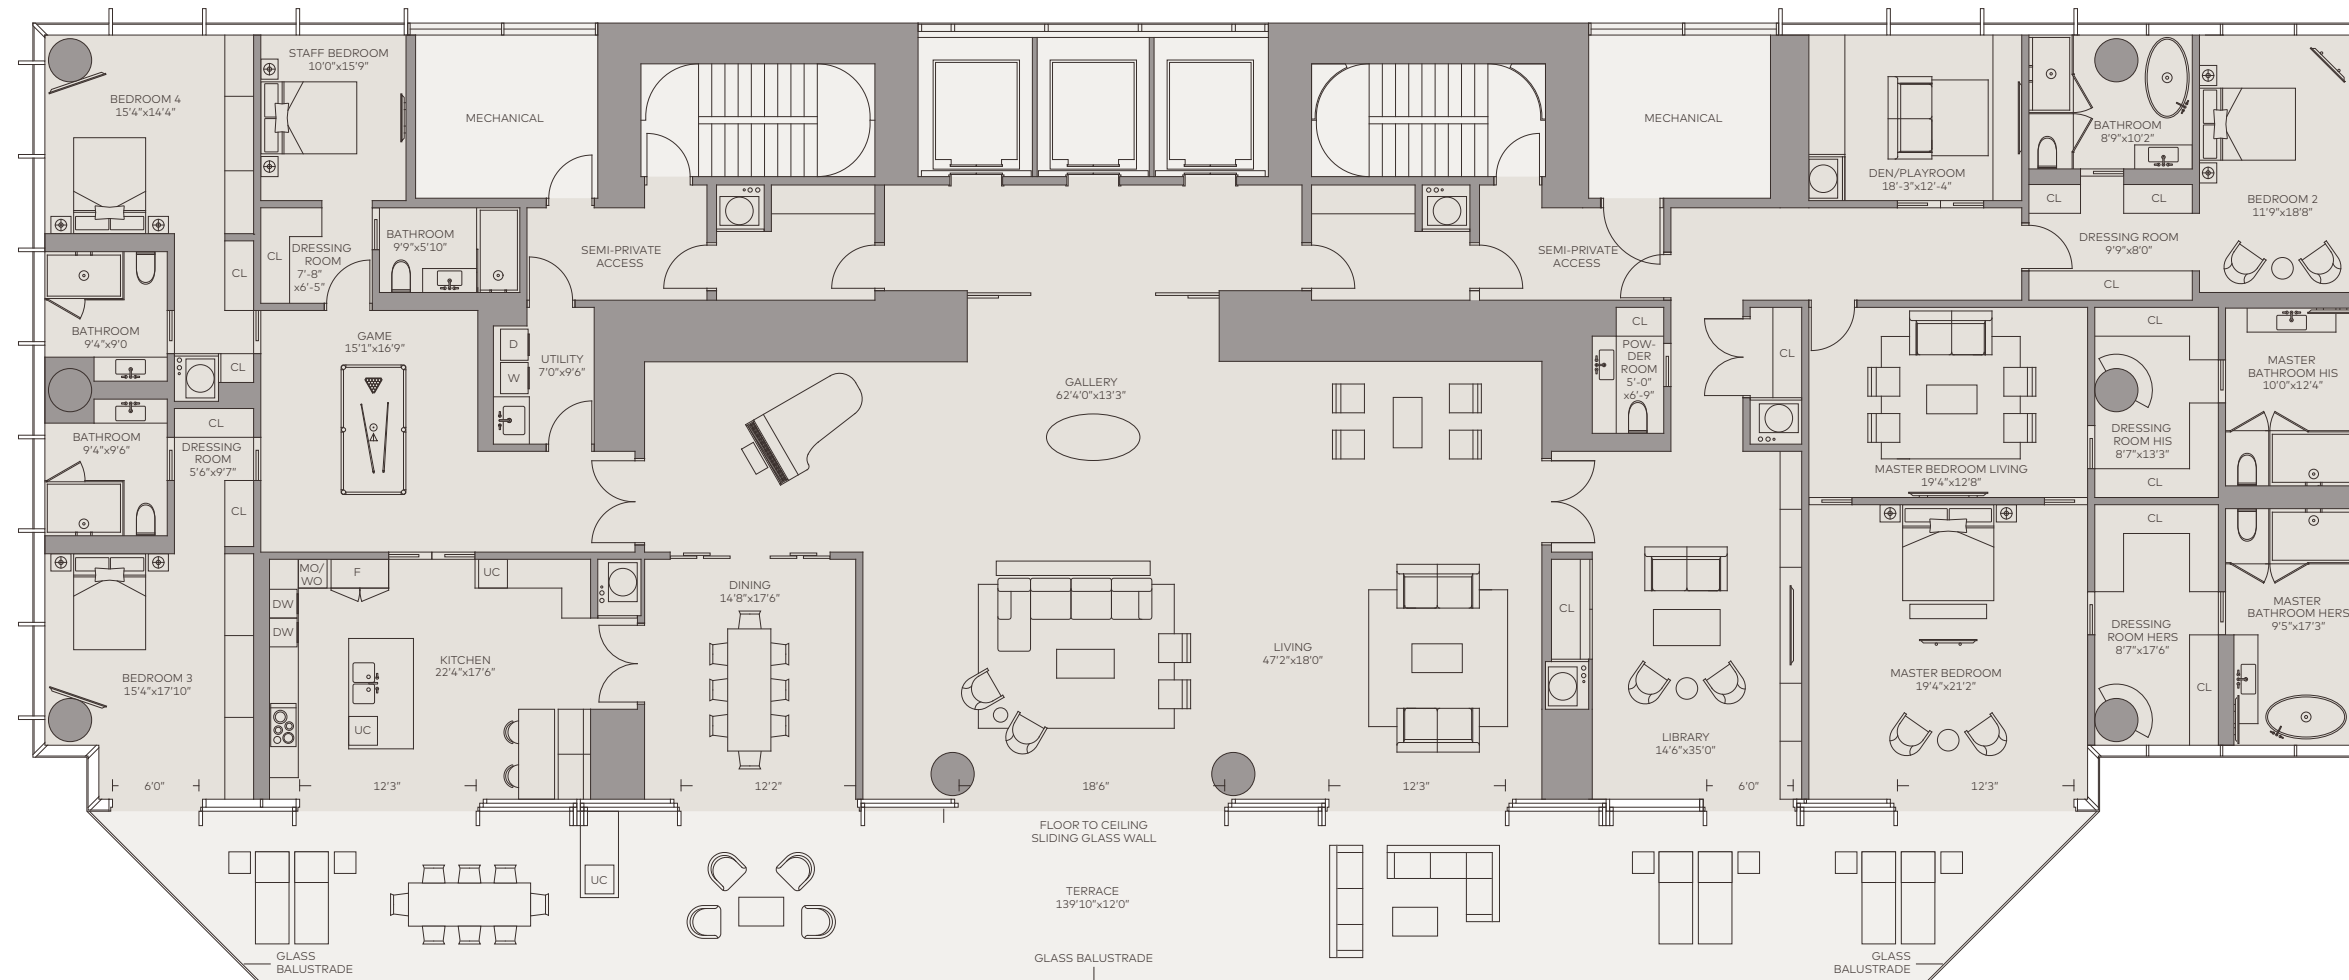 STAFF BEDROOM
10'0"x15'9"
BEDROOM 4
15'4"x14'4"
MECHANICAL
MECHANICAL
DEN/PLAYROOM
18'-3"x12'-4"
BATHROOM
8'9"x10'2"
CL
CL
BEDROOM 2
11'9"x18'8"
DRESSING ROOM
9'9"x8'0"
CL
BATHROOM
9'9"x5'10"
CL
DRESSING
ROOM
7'-8"
x6'-5"
CL
SEMI-PRIVATE
ACCESS
SEMI-PRIVATE
ACCESS
BATHROOM
9'4"x9'0
CL
GAME
15'1"x16'9"
D
W
UTILITY
7'0"x9'6"
GALLERY
62'4'0"x13'3"
CL
POW-
DER
ROOM
5'-0"
x6'-9"
CL
CL
DRESSING
ROOM HIS
8'7"x13'3"
CL
MASTER
BATHROOM HIS
10'0"x12'4"
MASTER BEDROOM LIVING
19'4"x12'8"
BATHROOM
9'4"x9'6"
CL
DRESSING
ROOM
5'6"x9'7"
CL
MO/
WO
F
UC
DW
DW
KITCHEN
22'4"x17'6"
UC
DINING
14'8"x17'6"
LIVING
47'2"x18'0"
CL
LIBRARY
14'6"x35'0"
MASTER BEDROOM
19'4"x21'2"
CL
DRESSING
ROOM HERS
8'7"x17'6"
CL
MASTER
BATHROOM HERS
9'5"x17'3"
BEDROOM 3
15'4"x17'10"
6'0"
12'3"
12'2"
18'6"
12'3"
6'0"
12'3"
FLOOR TO CEILING
SLIDING GLASS WALL
UC
TERRACE
139'10"x12'0"
GLASS
BALUSTRADE
GLASS BALUSTRADE
GLASS
BALUSTRADE